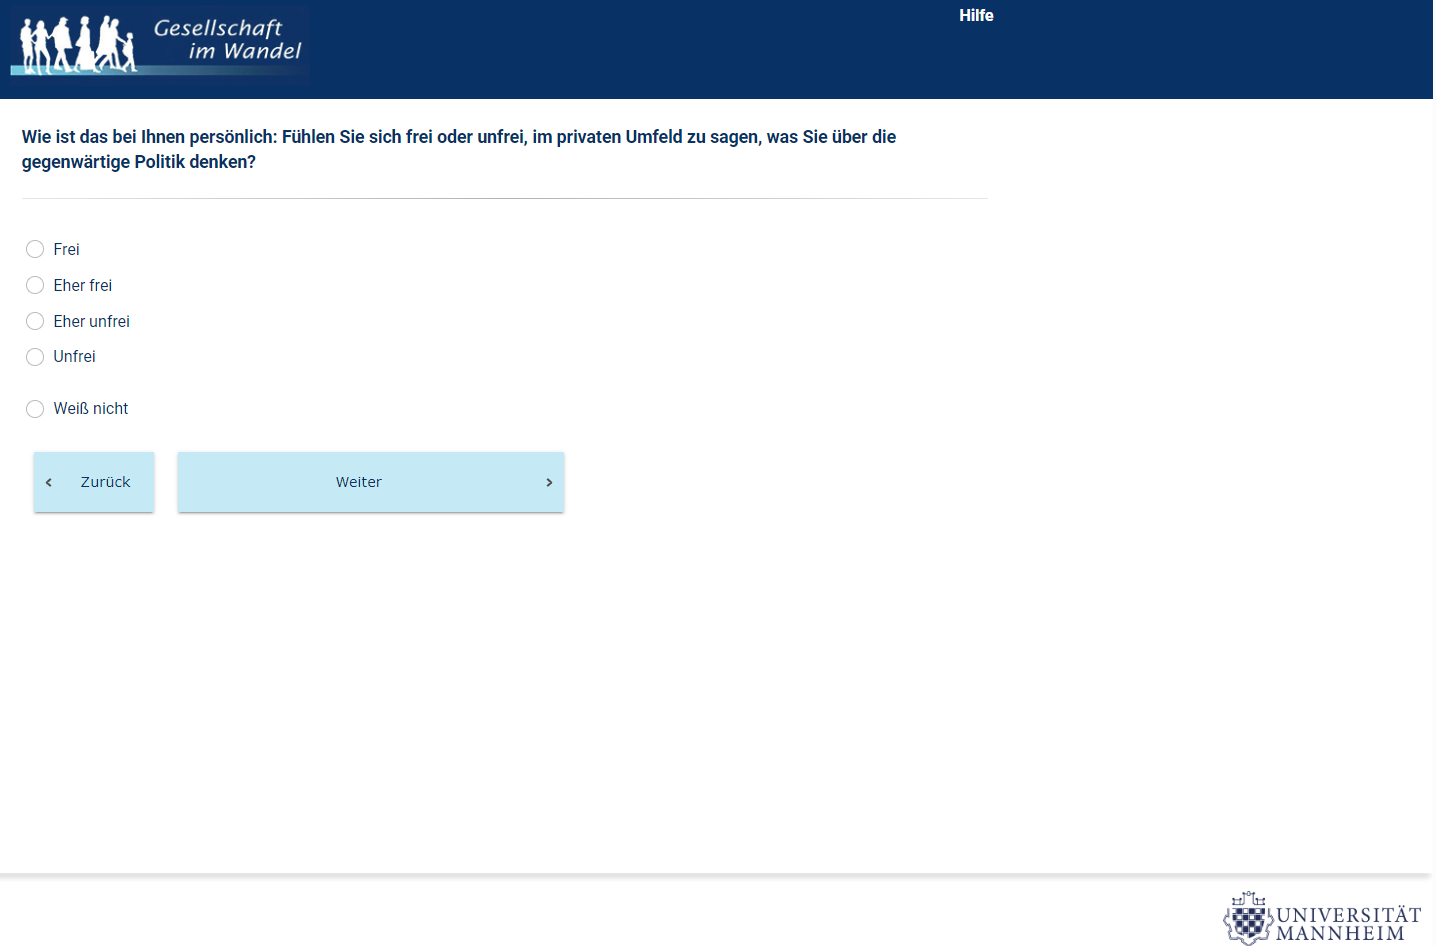 Gesellschaft
im Wandel
Hilfe
Wie ist das bei Ihnen persönlich: Fühlen Sie sich frei oder unfrei, im privaten Umfeld zu sagen, was Sie über die
gegenwärtige Politik denken?
Frei
Eher frei
Eher unfrei
Unfrei
Weiß nicht
Zurück
Weiter
UNIVERSITÄT
MANNHEIM